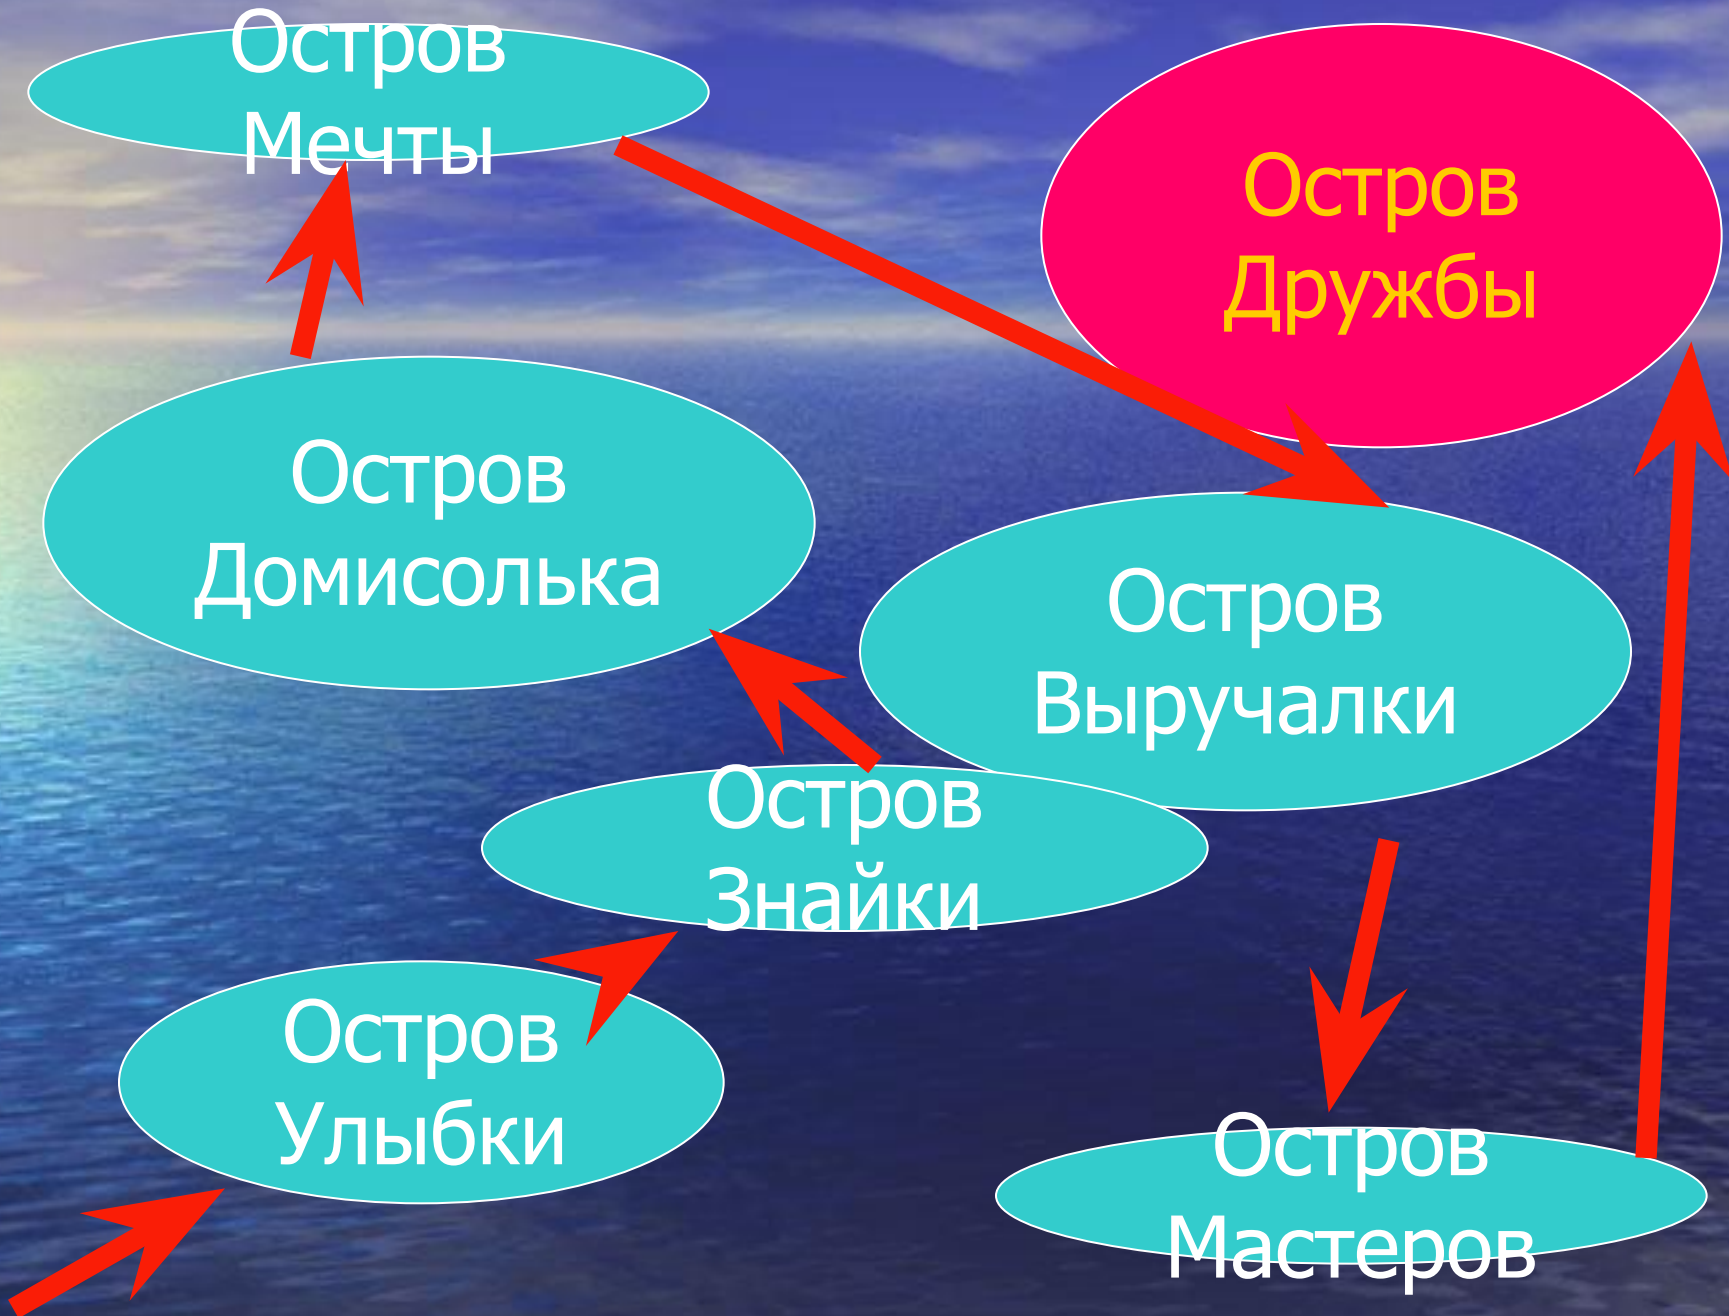 Остров
Мечты
Остров
Дружбы
Остров
Домисолька
Остров
Выручалки
Остров
Знайки
Остров
Улыбки
Остров
Мастеров